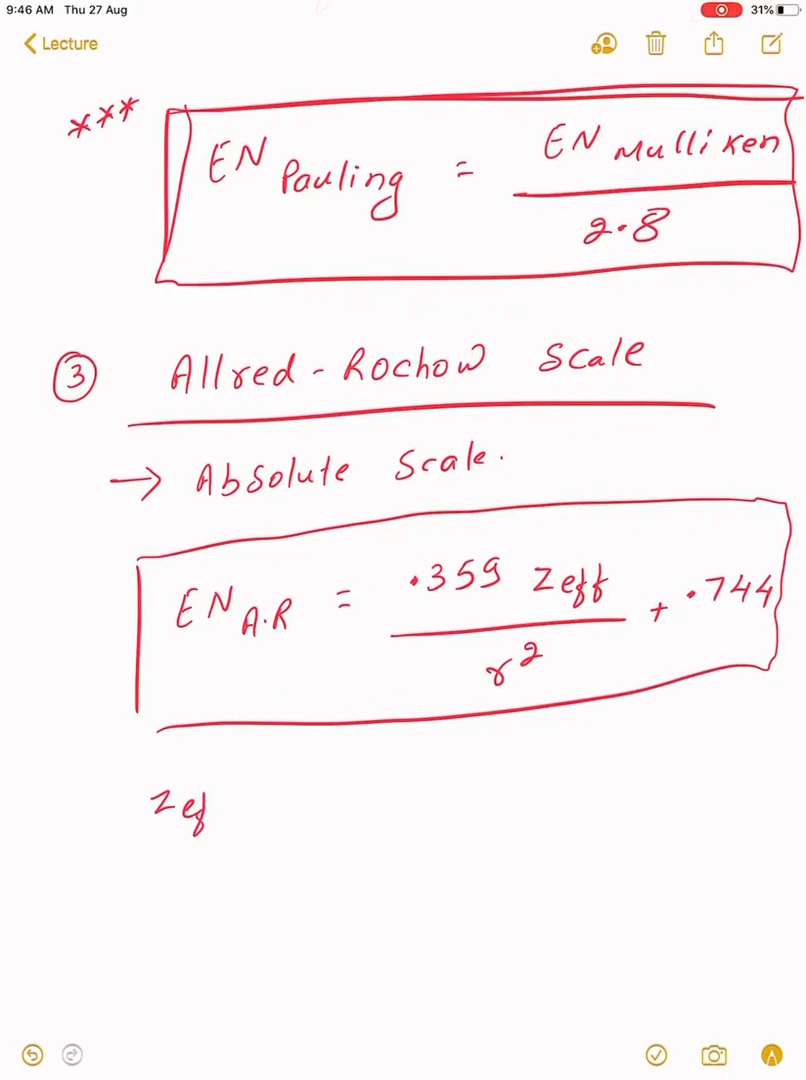 9:46 AM Thu 27 Aug 31%
Lecture
*** EN Pauling = EN Mulliken / 2.8
③ Allred-Rochow Scale
→ Absolute Scale.
EN A.R = .359 Zeff / r² + .744
Zef